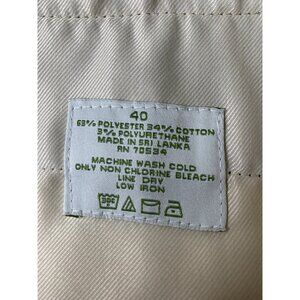 40
63% POLYESTER 34% COTTON
3% POLYURETHANE
MADE IN SRI LANKA
RN 70534
MACHINE WASH COLD
ONLY NON CHLORINE BLEACH
LINE DRY
LOW IRON